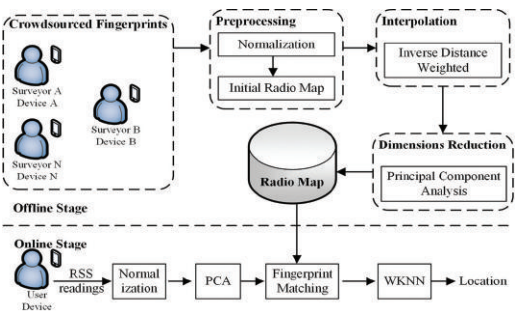 Crowdsourced Fingerprints
Surveyor A
Device A
Surveyor B
Device B
Surveyor N
Device N
Preprocessing
Normalization
Initial Radio Map
Interpolation
Inverse Distance
Weighted
Dimensions Reduction
Principal Component
Analysis
Radio Map
Offline Stage
Online Stage
User
Device
RSS
readings
Normal
ization
PCA
Fingerprint
Matching
WKNN
Location